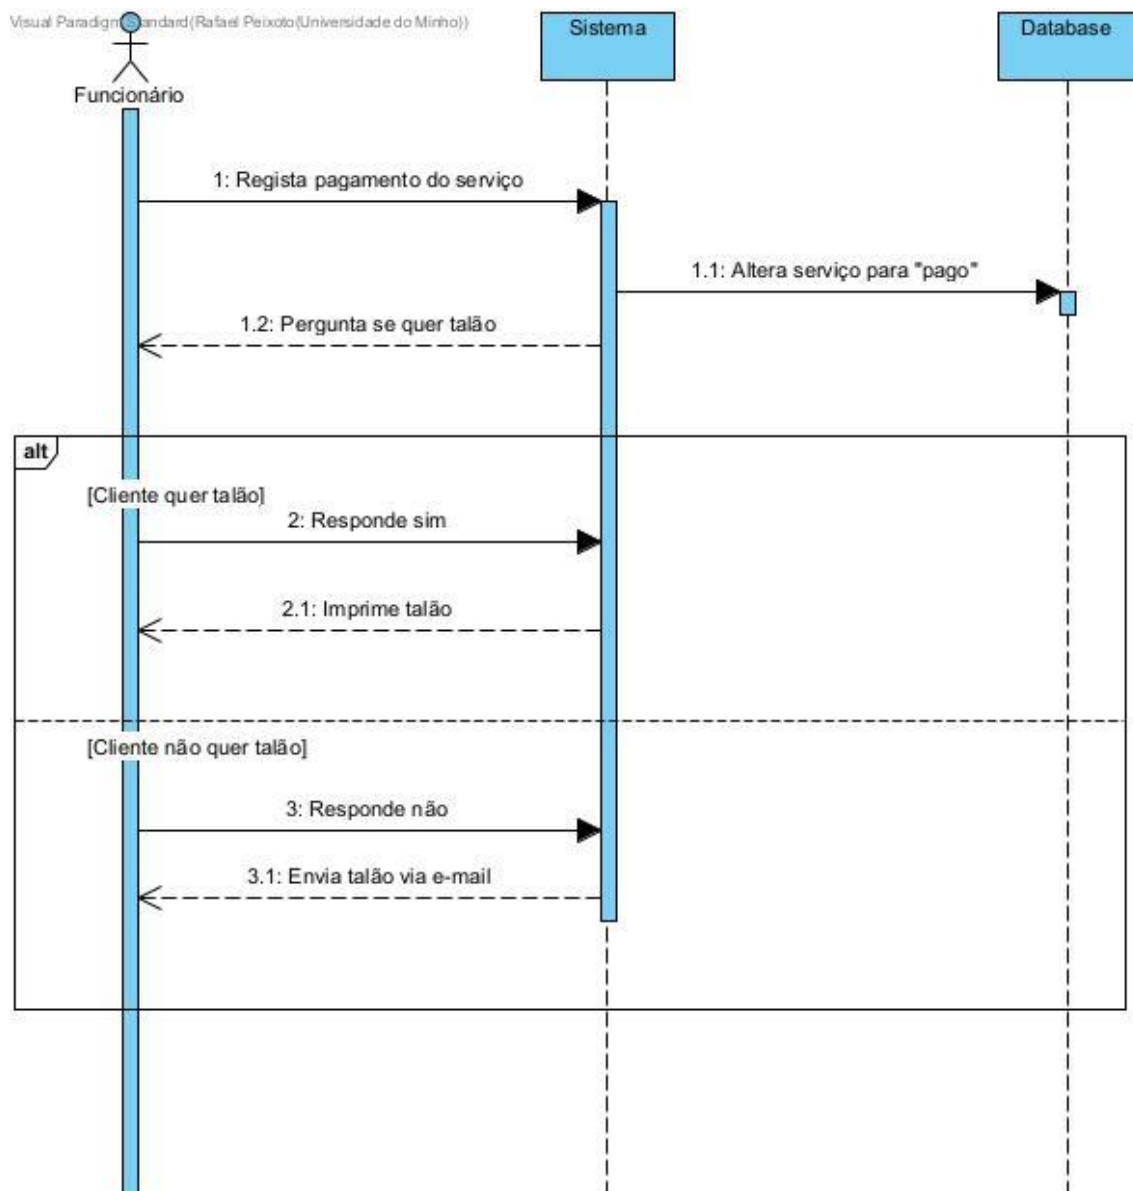 Visual Paradigm Standard(Rafael Peixoto(Universidade do Minho))
Sistema
Database
Funcionário
1: Regista pagamento do serviço
1.1: Altera serviço para "pago"
1.2: Pergunta se quer talão
alt
[Cliente quer talão]
2: Responde sim
2.1: Imprime talão
[Cliente não quer talão]
3: Responde não
3.1: Envia talão via e-mail